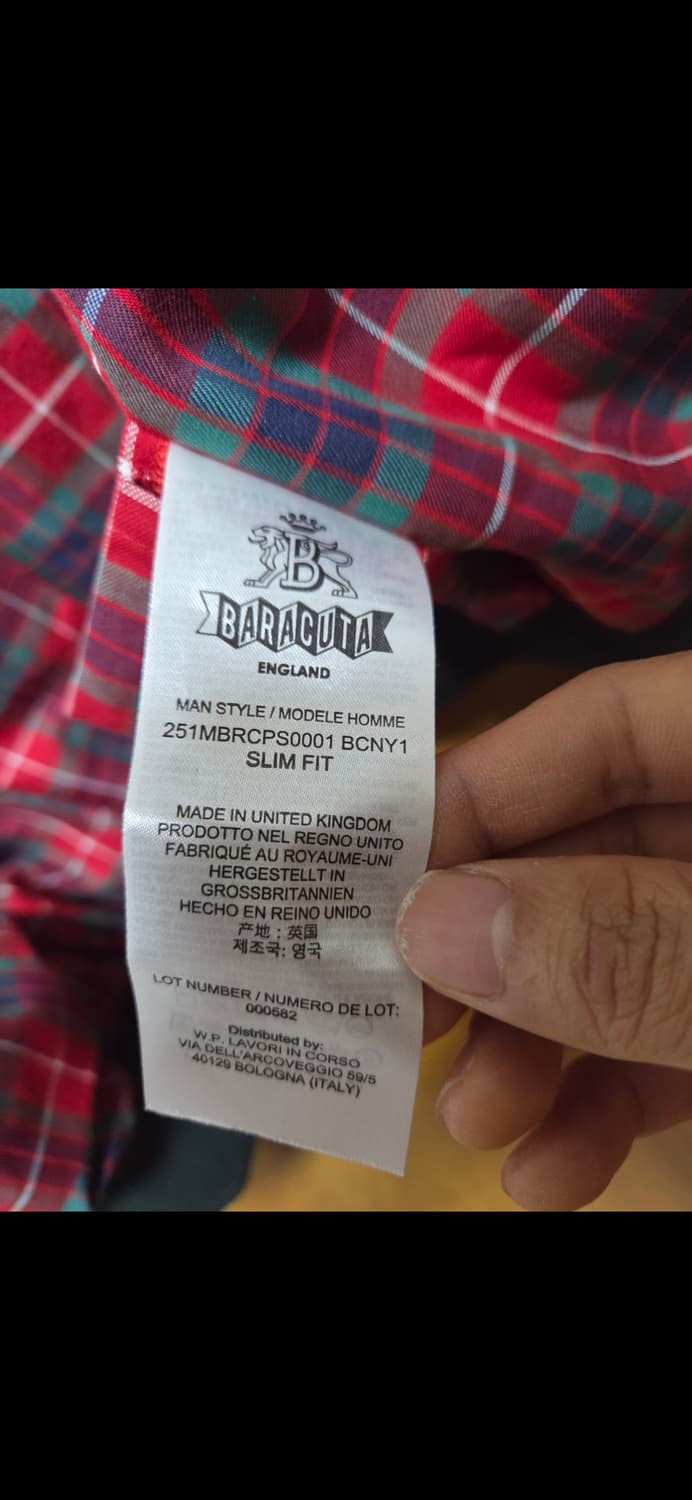 B
BARACUTA
ENGLAND
MAN STYLE / MODELE HOMME
251MBRCPS0001 BCNY1
SLIM FIT
MADE IN UNITED KINGDOM
PRODOTTO NEL REGNO UNITO
FABRIQUÉ AU ROYAUME-UNI
HERGESTELLT IN
GROSSBRITANNIEN
HECHO EN REINO UNIDO
产地：英国
제조국: 영국
LOT NUMBER / NUMERO DE LOT:
000582
Distributed by:
W.P. LAVORI IN CORSO
VIA DELL'ARCOVEGGIO 59/5
40129 BOLOGNA (ITALY)